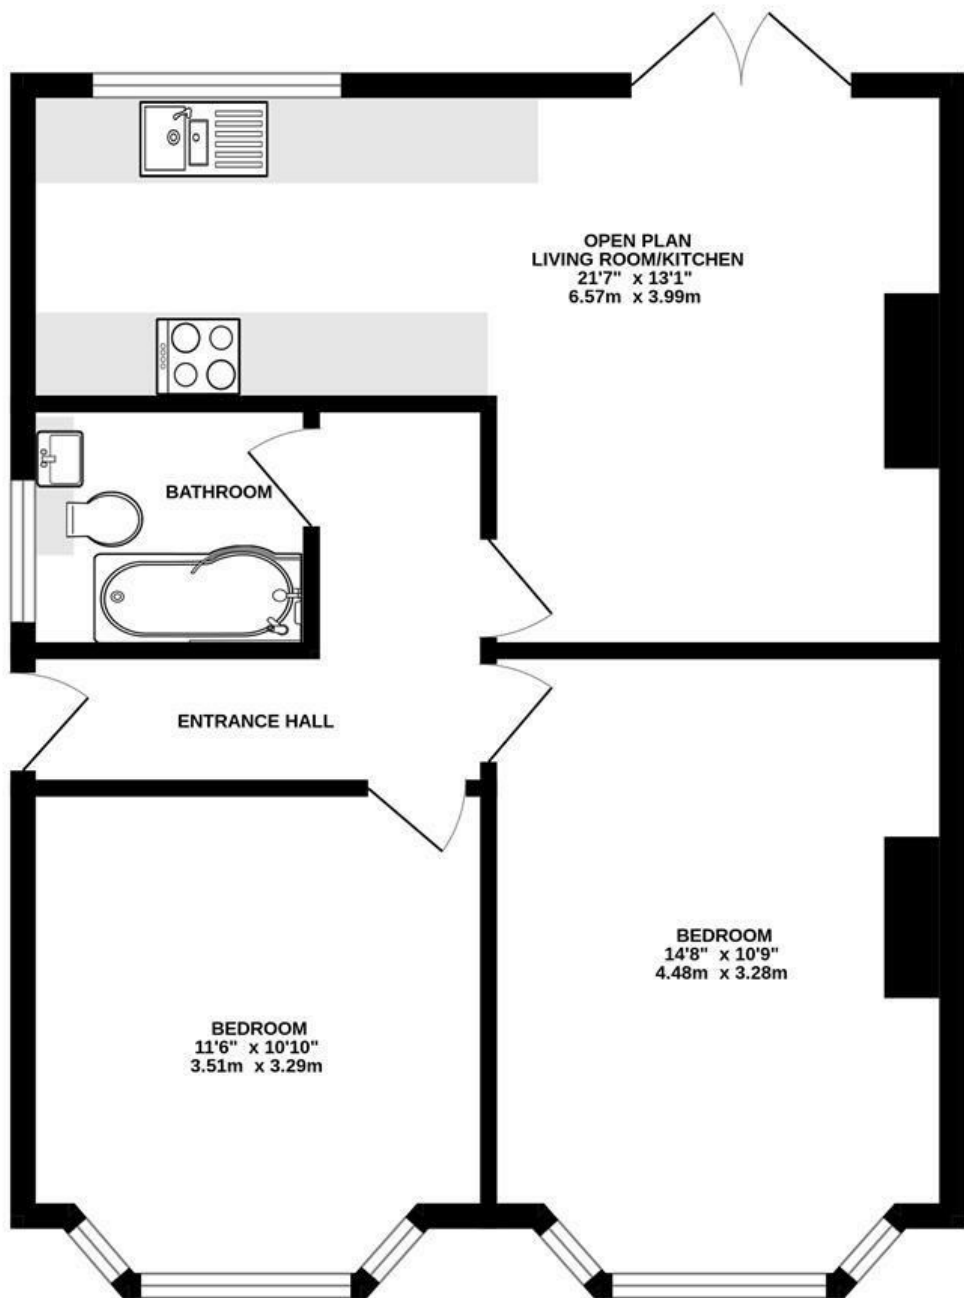 OPEN PLAN
LIVING ROOM/KITCHEN
21'7" x 13'1"
6.57m x 3.99m
BATHROOM
ENTRANCE HALL
BEDROOM
14'8" x 10'9"
4.48m x 3.28m
BEDROOM
11'6" x 10'10"
3.51m x 3.29m